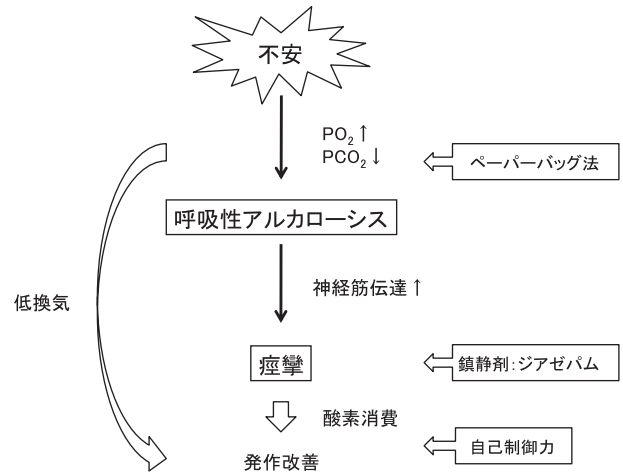 不安
PO₂↑
PCO₂↓
ペーパーバッグ法
呼吸性アルカローシス
低換気
神経筋伝達↑
痙攣
鎮静剤：ジアゼパム
酸素消費
自己制御力
発作改善